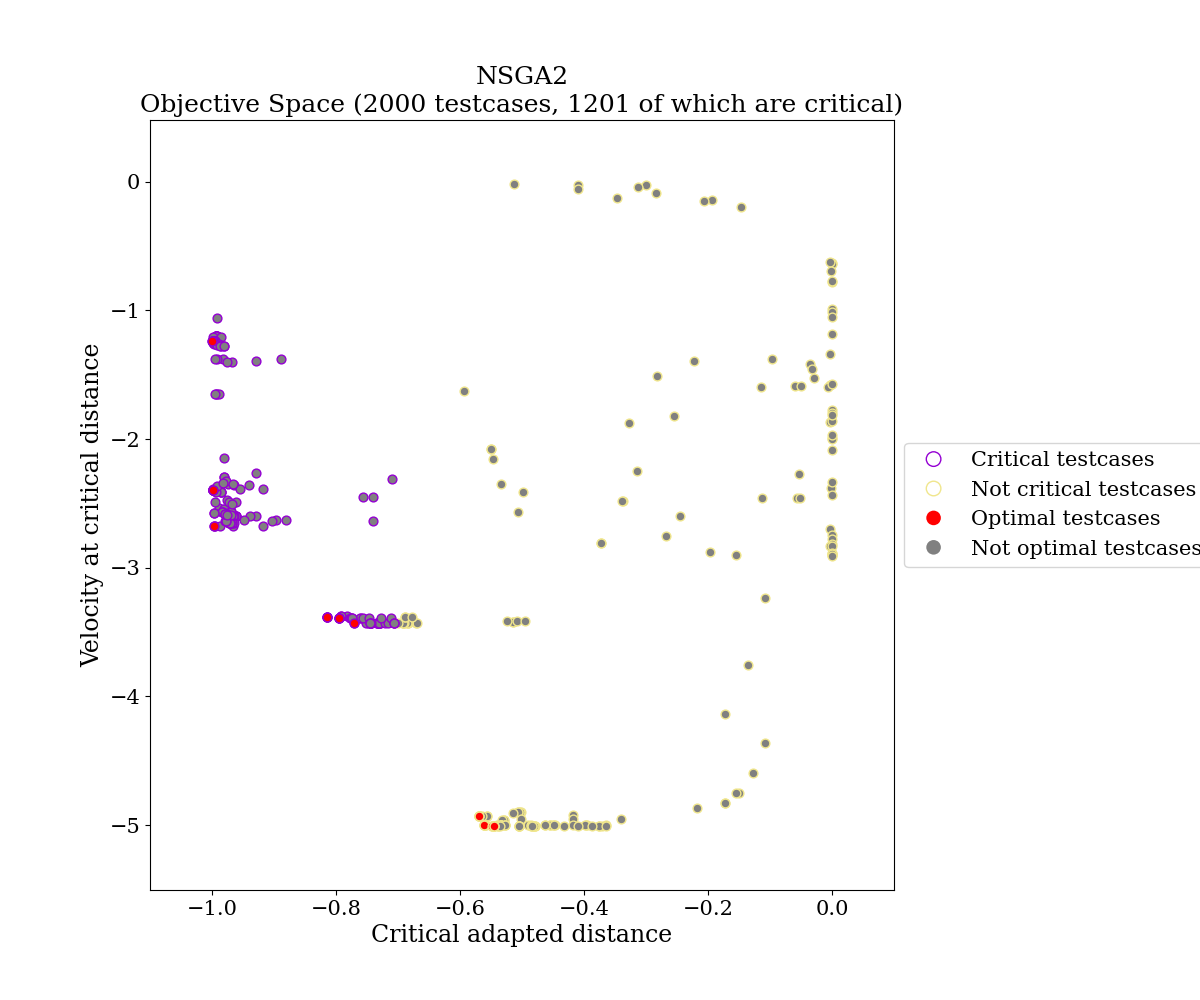 NSGA2
Objective Space (2000 testcases, 1201 of which are critical)
0
−1
−2
−3
−4
−5
Velocity at critical distance
−1.0
−0.8
−0.6
−0.4
−0.2
0.0
Critical adapted distance
Critical testcases
Not critical testcases
Optimal testcases
Not optimal testcases